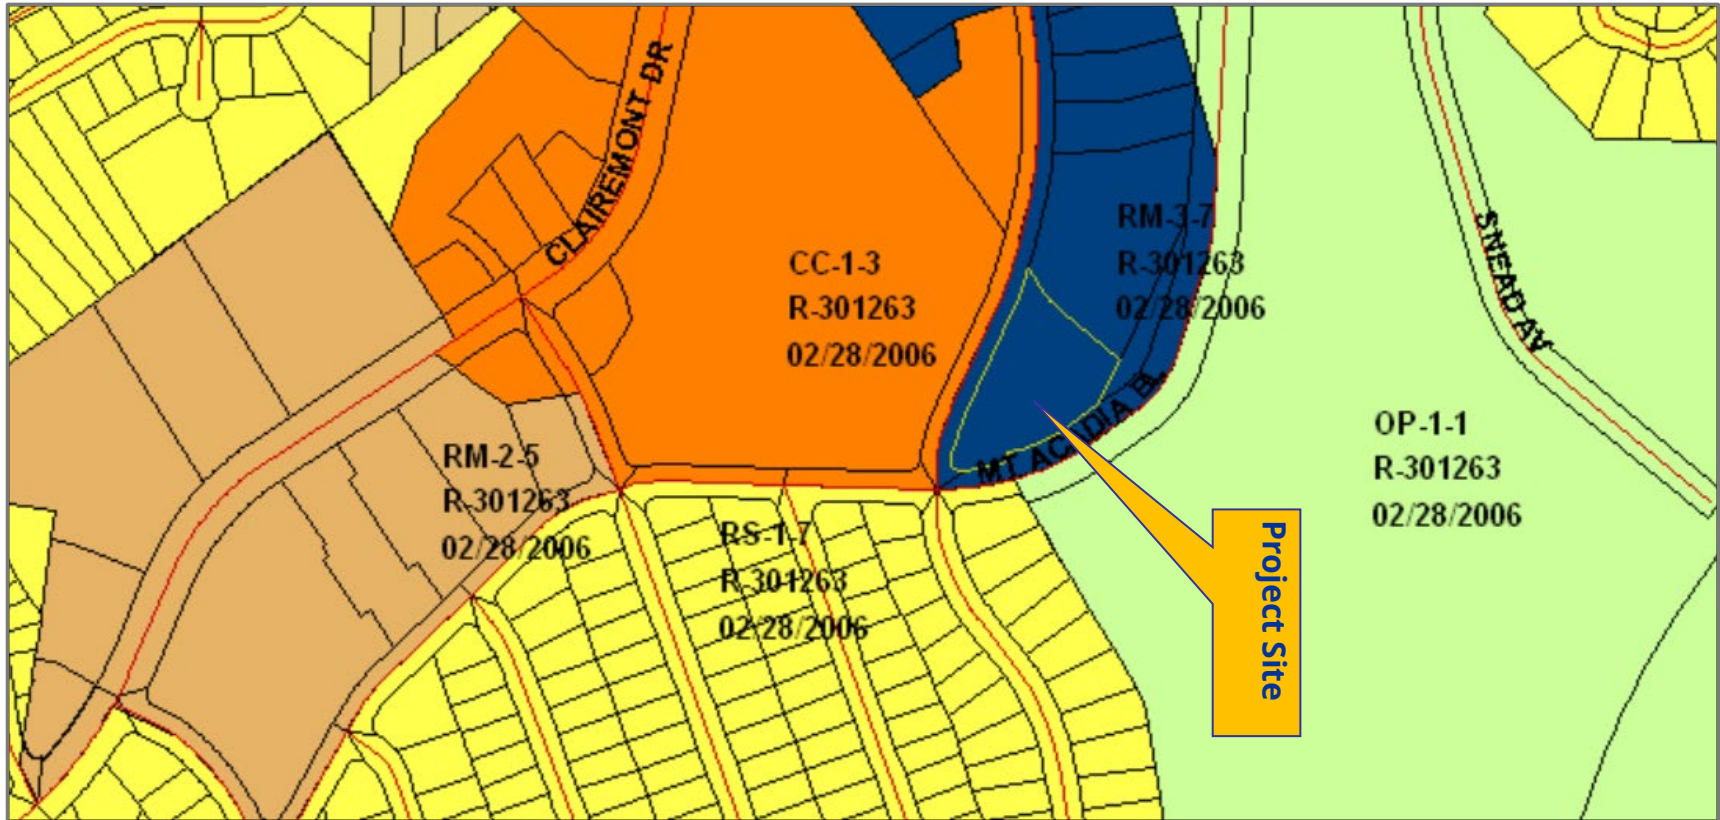 CLAIREMONT DR
CC-1-3
R-301263
02/28/2006
RM-3-7
R-301263
02/28/2006
SNEAD AV
MT ACADIA BL
OP-1-1
R-301263
02/28/2006
RM-2-5
R-301263
02/28/2006
RS-1-7
R-301263
02/28/2006
Project Site